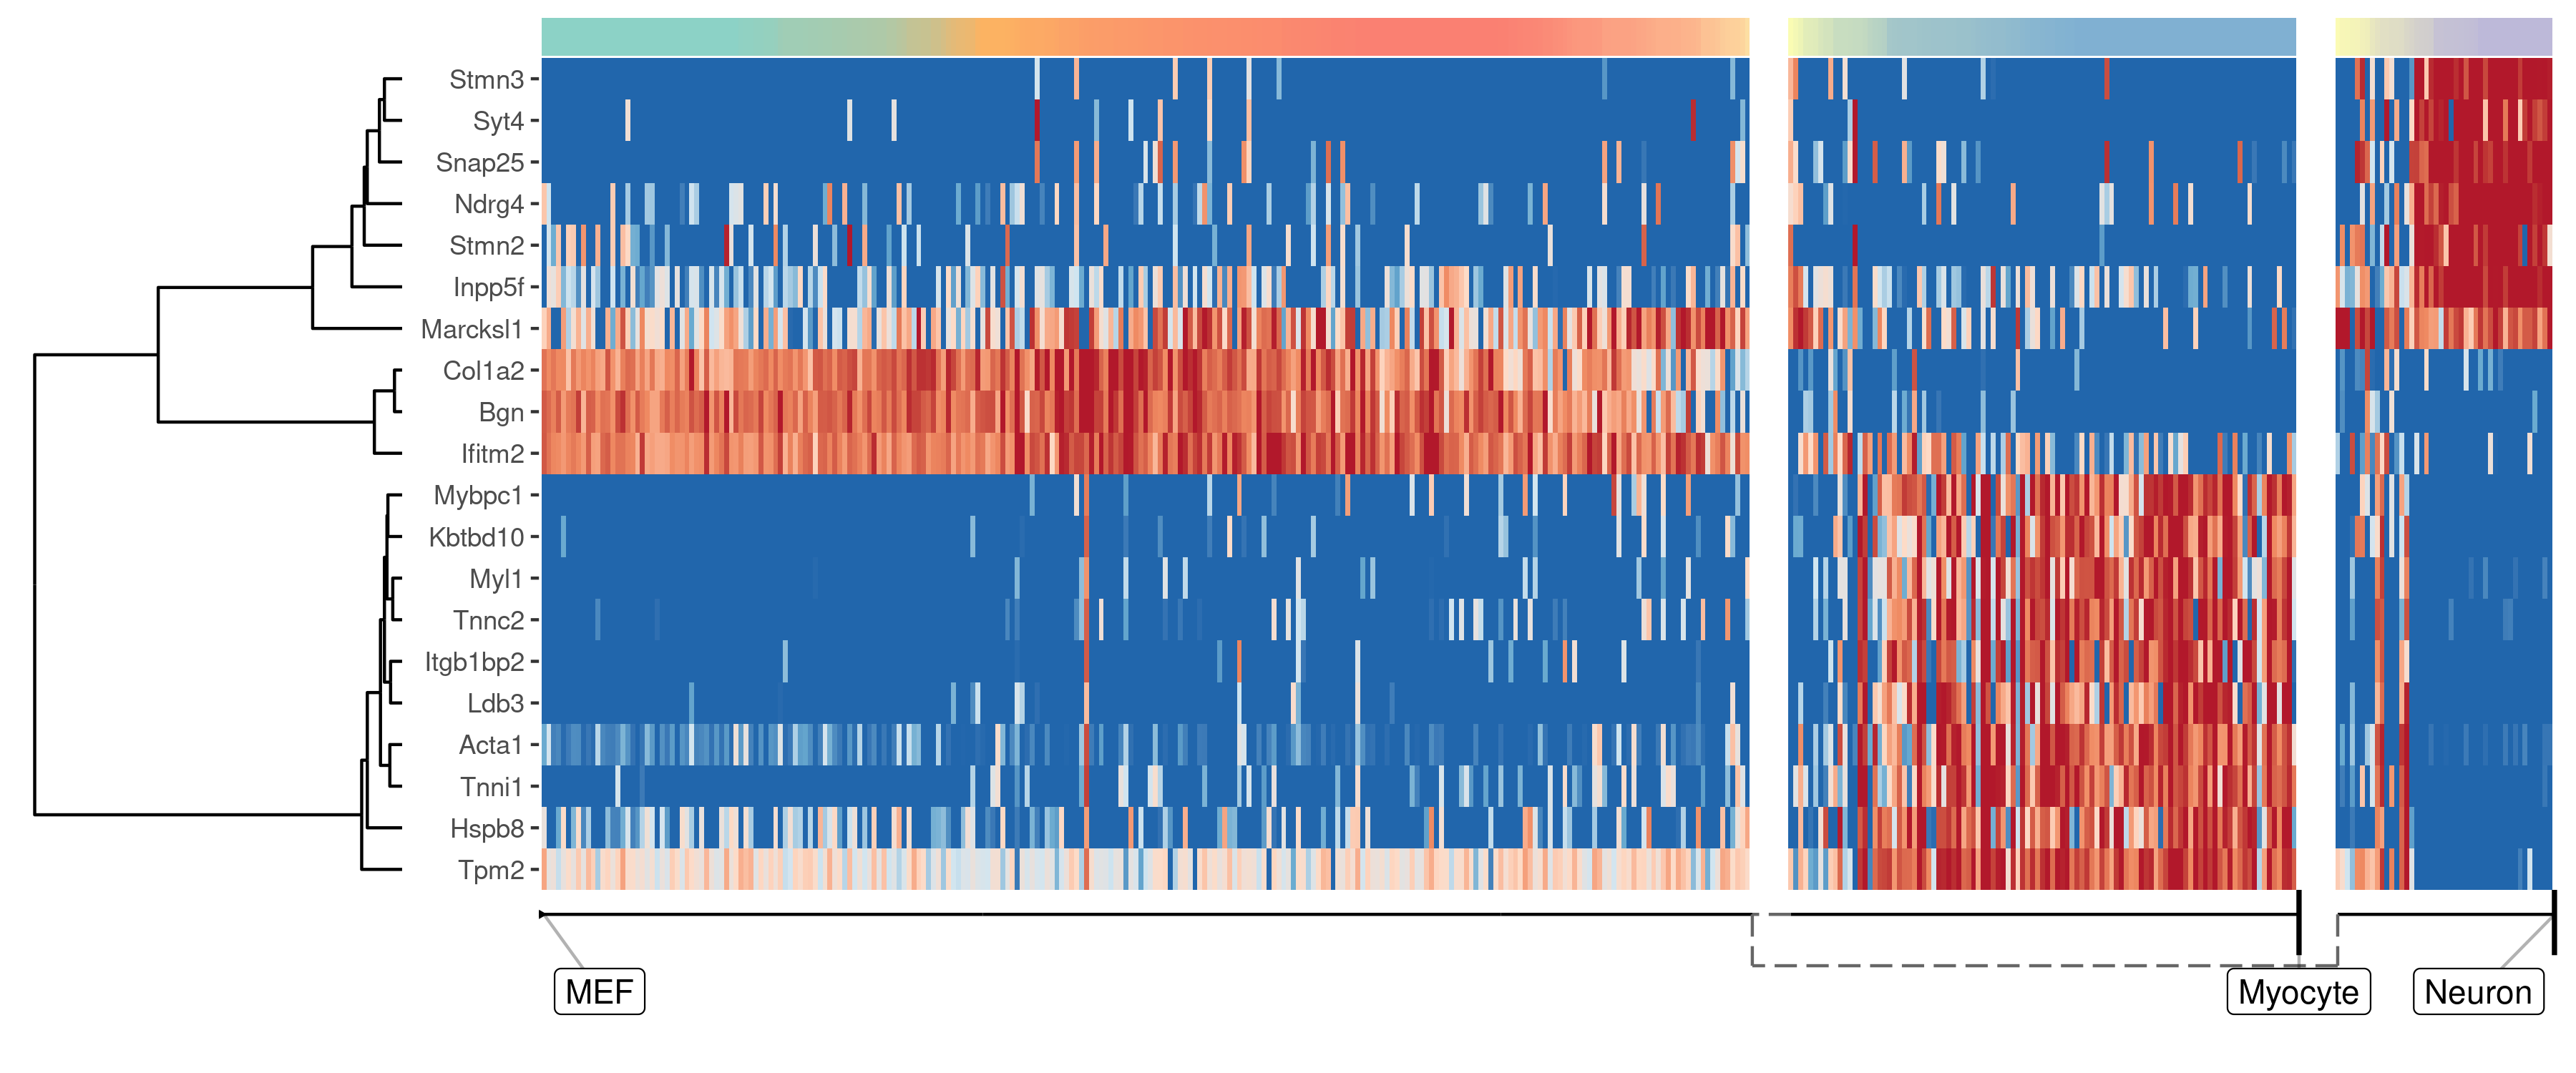 Stmn3
Syt4
Snap25
Ndrg4
Stmn2
Inpp5f
Marcksl1
Col1a2
Bgn
Ifitm2
Mybpc1
Kbtbd10
Myl1
Tnnc2
Itgb1bp2
Ldb3
Acta1
Tnni1
Hspb8
Tpm2
MEF
Myocyte
Neuron